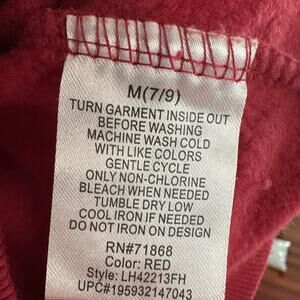 M(7/9)
TURN GARMENT INSIDE OUT
BEFORE WASHING
MACHINE WASH COLD
WITH LIKE COLORS
GENTLE CYCLE
ONLY NON-CHLORINE
BLEACH WHEN NEEDED
TUMBLE DRY LOW
COOL IRON IF NEEDED
DO NOT IRON ON DESIGN
RN#71868
Color: RED
Style: LH42213FH
UPC#195932147043